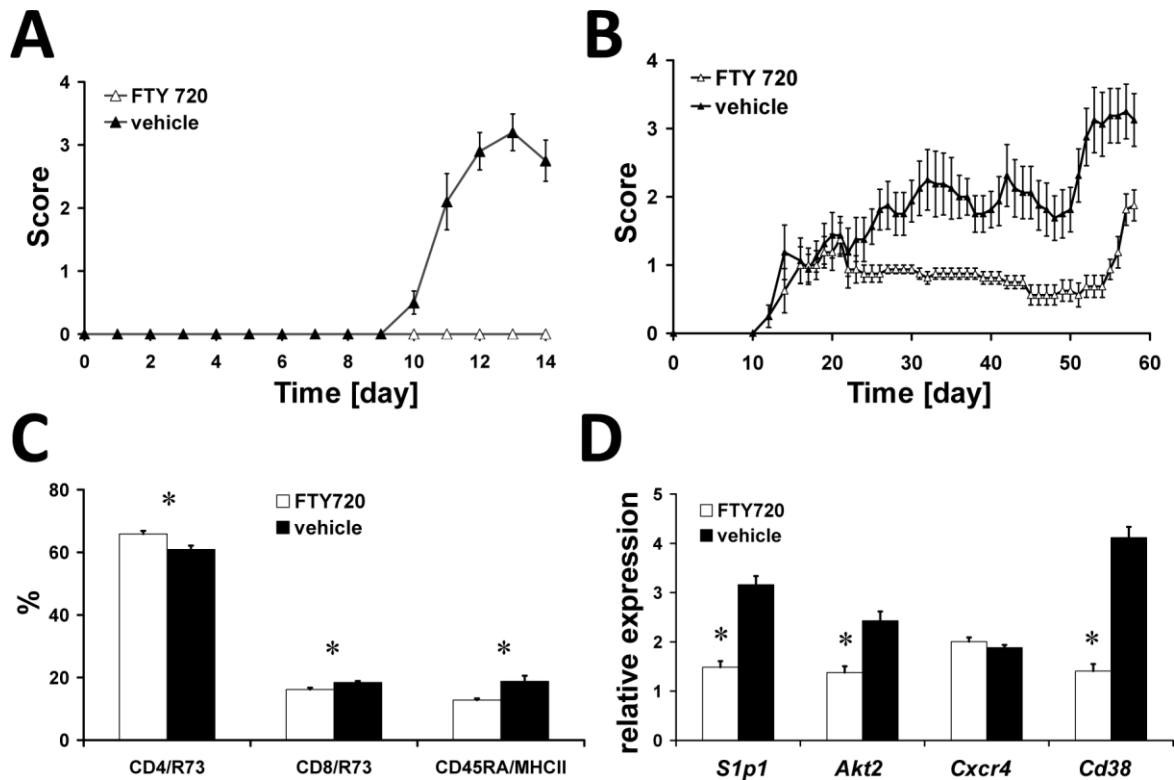 A
FTY 720
vehicle
Score
4
3
2
1
0
0 2 4 6 8 10 12 14
Time [day]
B
FTY 720
vehicle
Score
4
3
2
1
0
0 10 20 30 40 50 60
Time [day]
C
FTY720
vehicle
%
80
60
40
20
0
* * *
CD4/R73 CD8/R73 CD45RA/MHCII
D
FTY720
vehicle
relative expression
5
4
3
2
1
0
* * *
S1p1 Akt2 Cxcr4 Cd38